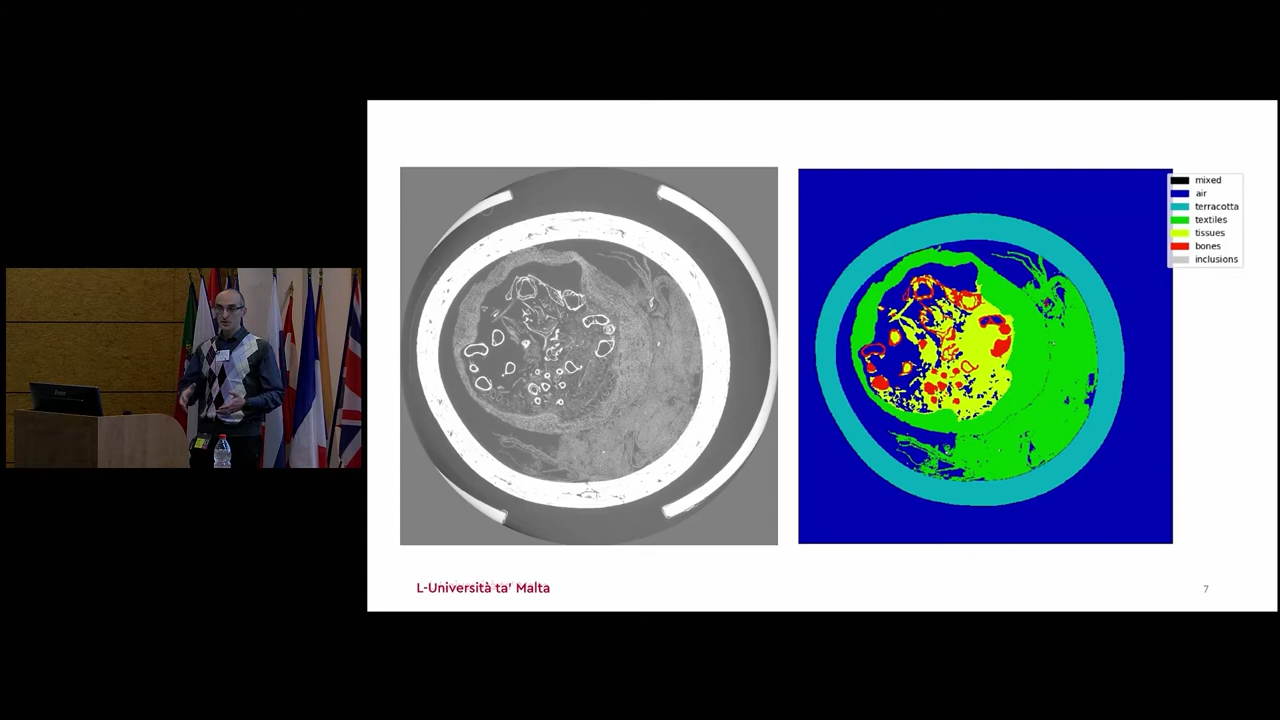 mixed
air
terracotta
textiles
tissues
bones
inclusions
L-Università ta' Malta
7